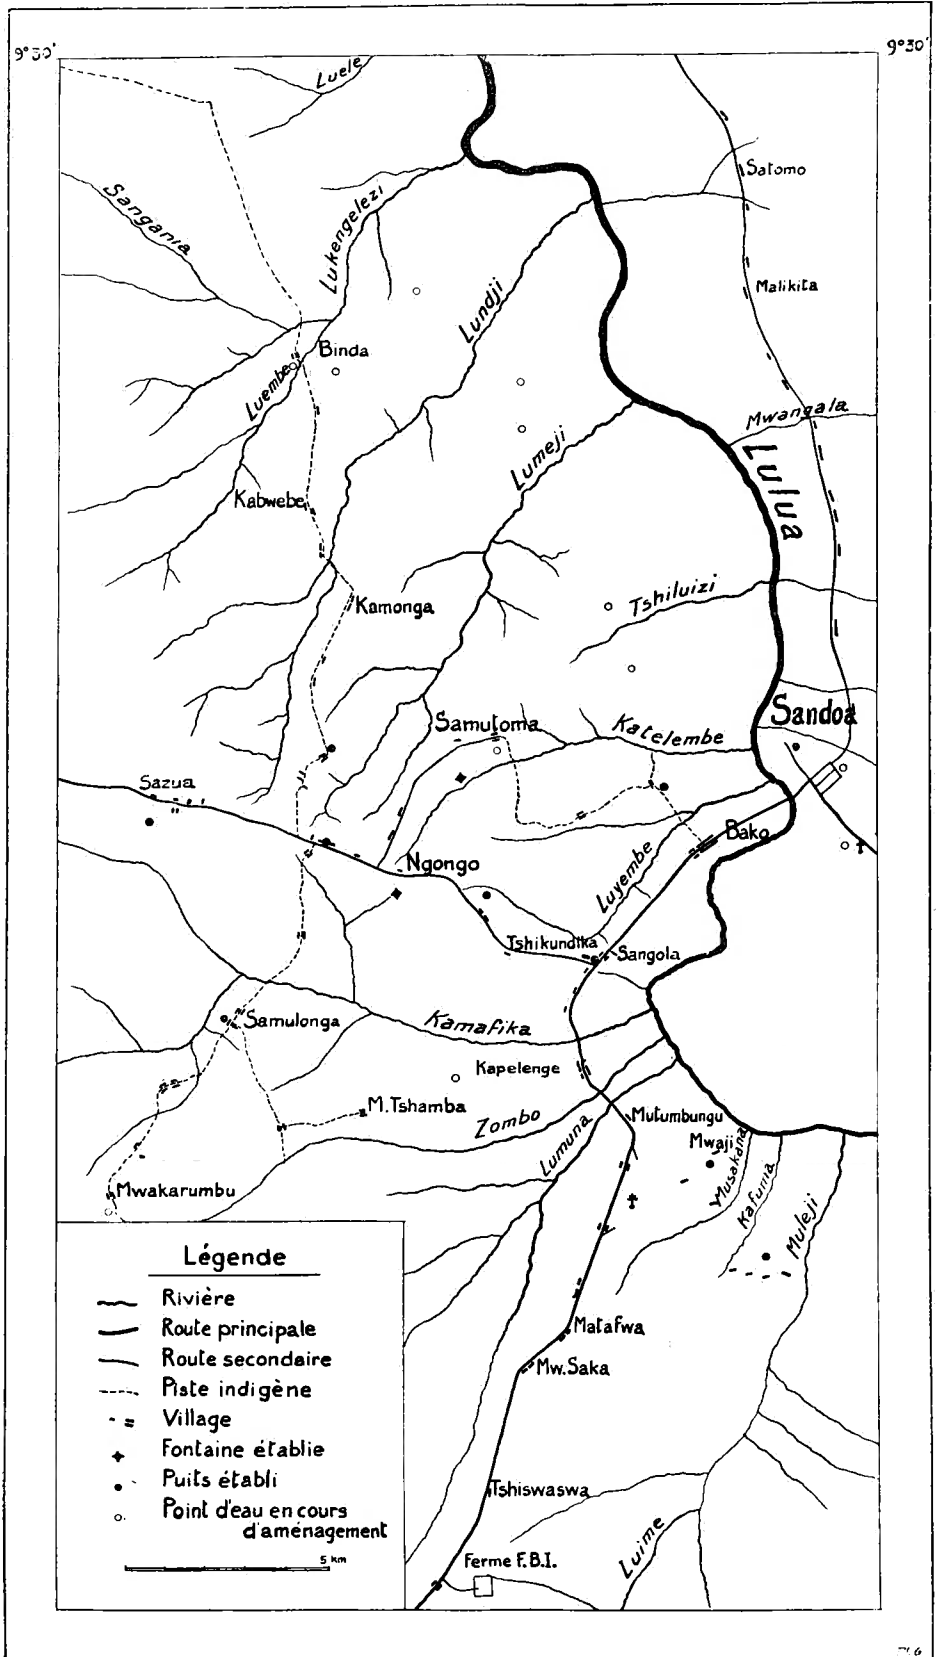 9°30'
9°30'
Luele
Satomo
Sangania
Lukengelezi
Malikita
Lundji
Binda
Luembe
Mwangala
Lumeji
Lulua
Kabwebe
Tshiluizi
Kamonga
Sandoa
Samutoma
Katelembe
Sazua
Bako
Ngongo
Luyembe
Tshikundika
Sangola
Samulonga
Kamafika
Kapelenge
M.Tshamba
Zombo
Mutumbungu
Lumuna
Mwaji
Musakana
Kafuma
Muleji
Mwakarumbu
Légende
Rivière
Route principale
Route secondaire
Piste indigène
Village
Fontaine établie
Puits établi
Point d'eau en cours
d'aménagement
5 km
Matafwa
Mw.Saka
Tshiswaswa
Luime
Ferme F.B.I.